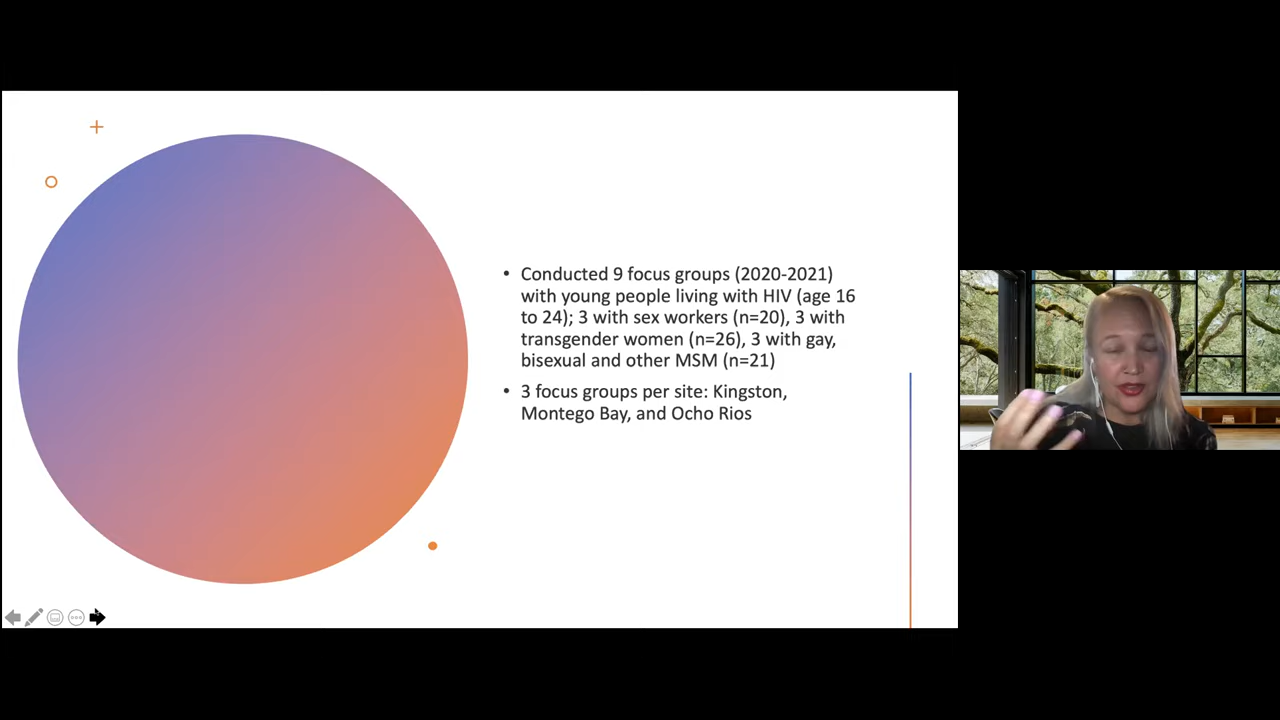 • Conducted 9 focus groups (2020-2021)
with young people living with HIV (age 16
to 24); 3 with sex workers (n=20), 3 with
transgender women (n=26), 3 with gay,
bisexual and other MSM (n=21)
• 3 focus groups per site: Kingston,
Montego Bay, and Ocho Rios